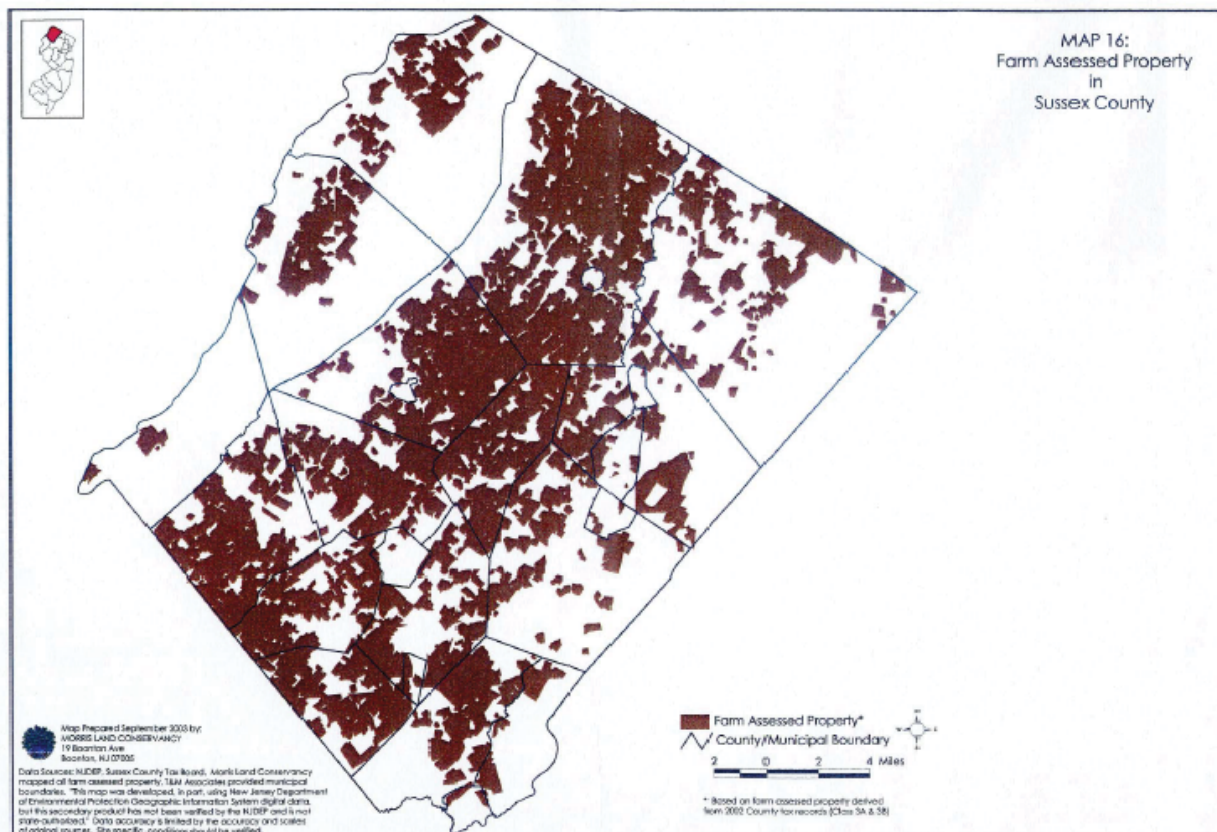 MAP 16:
Farm Assessed Property
in
Sussex County
Map Prepared September 2003 by:
MORRIS LAND CONSERVANCY
19 Boonton Ave
Boonton, NJ 07005
Data Sources: NJDEP, Sussex County Tax Board, Morris Land Conservancy
mapped all farm assessed property, T&M Associates provided municipal
boundaries. "This map was developed, in part, using New Jersey Department
of Environmental Protection Geographic Information System digital data,
but this secondary product has not been verified by the NJDEP and is not
state-authorized." Data accuracy is limited by the accuracy and scales
of original sources. Site specific conditions should be verified.
Farm Assessed Property*
County/Municipal Boundary
2 0 2 4 Miles
* Based on farm assessed property derived
from 2002 County tax records (Class 3A & 3B)